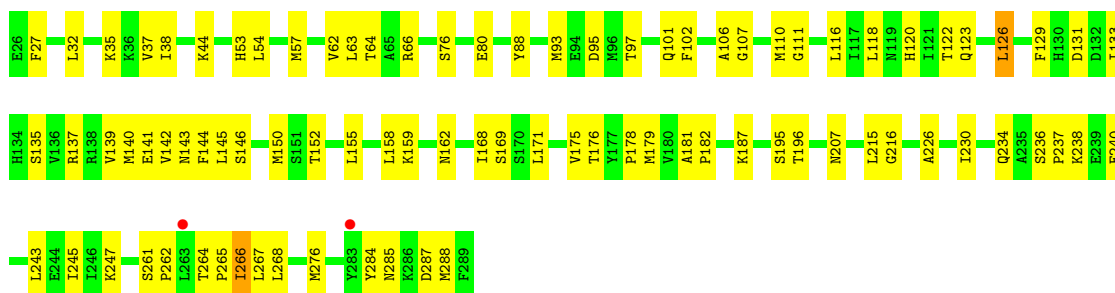 E26 F27 L32 K35 K36 V37 I38 K44 H53 L54 M57 V62 L63 T64 A65 R66 S76 E80 Y88 M93 E94 D95 M96 T97 Q101 F102 A106 G107 M110 G111 L116 I117 L118 N119 H120 I121 T122 Q123 L126 F129 H130 D131 D132
H134 S135 V136 R137 R138 V139 M140 E141 V142 N143 F144 L145 S146 M150 S151 T152 L155 L158 K159 N162 I168 S169 S170 L171 V175 T176 Y177 P178 M179 V180 A181 P182 K187 S195 T196 N207 L215 G216 A226 I230 Q234 A235 S236 P237 K238 E239
L243 E244 I245 I246 K247 S261 P262 L263 T264 P265 I266 L267 L268 M276 Y283 Y284 N285 K286 D287 M288 F289